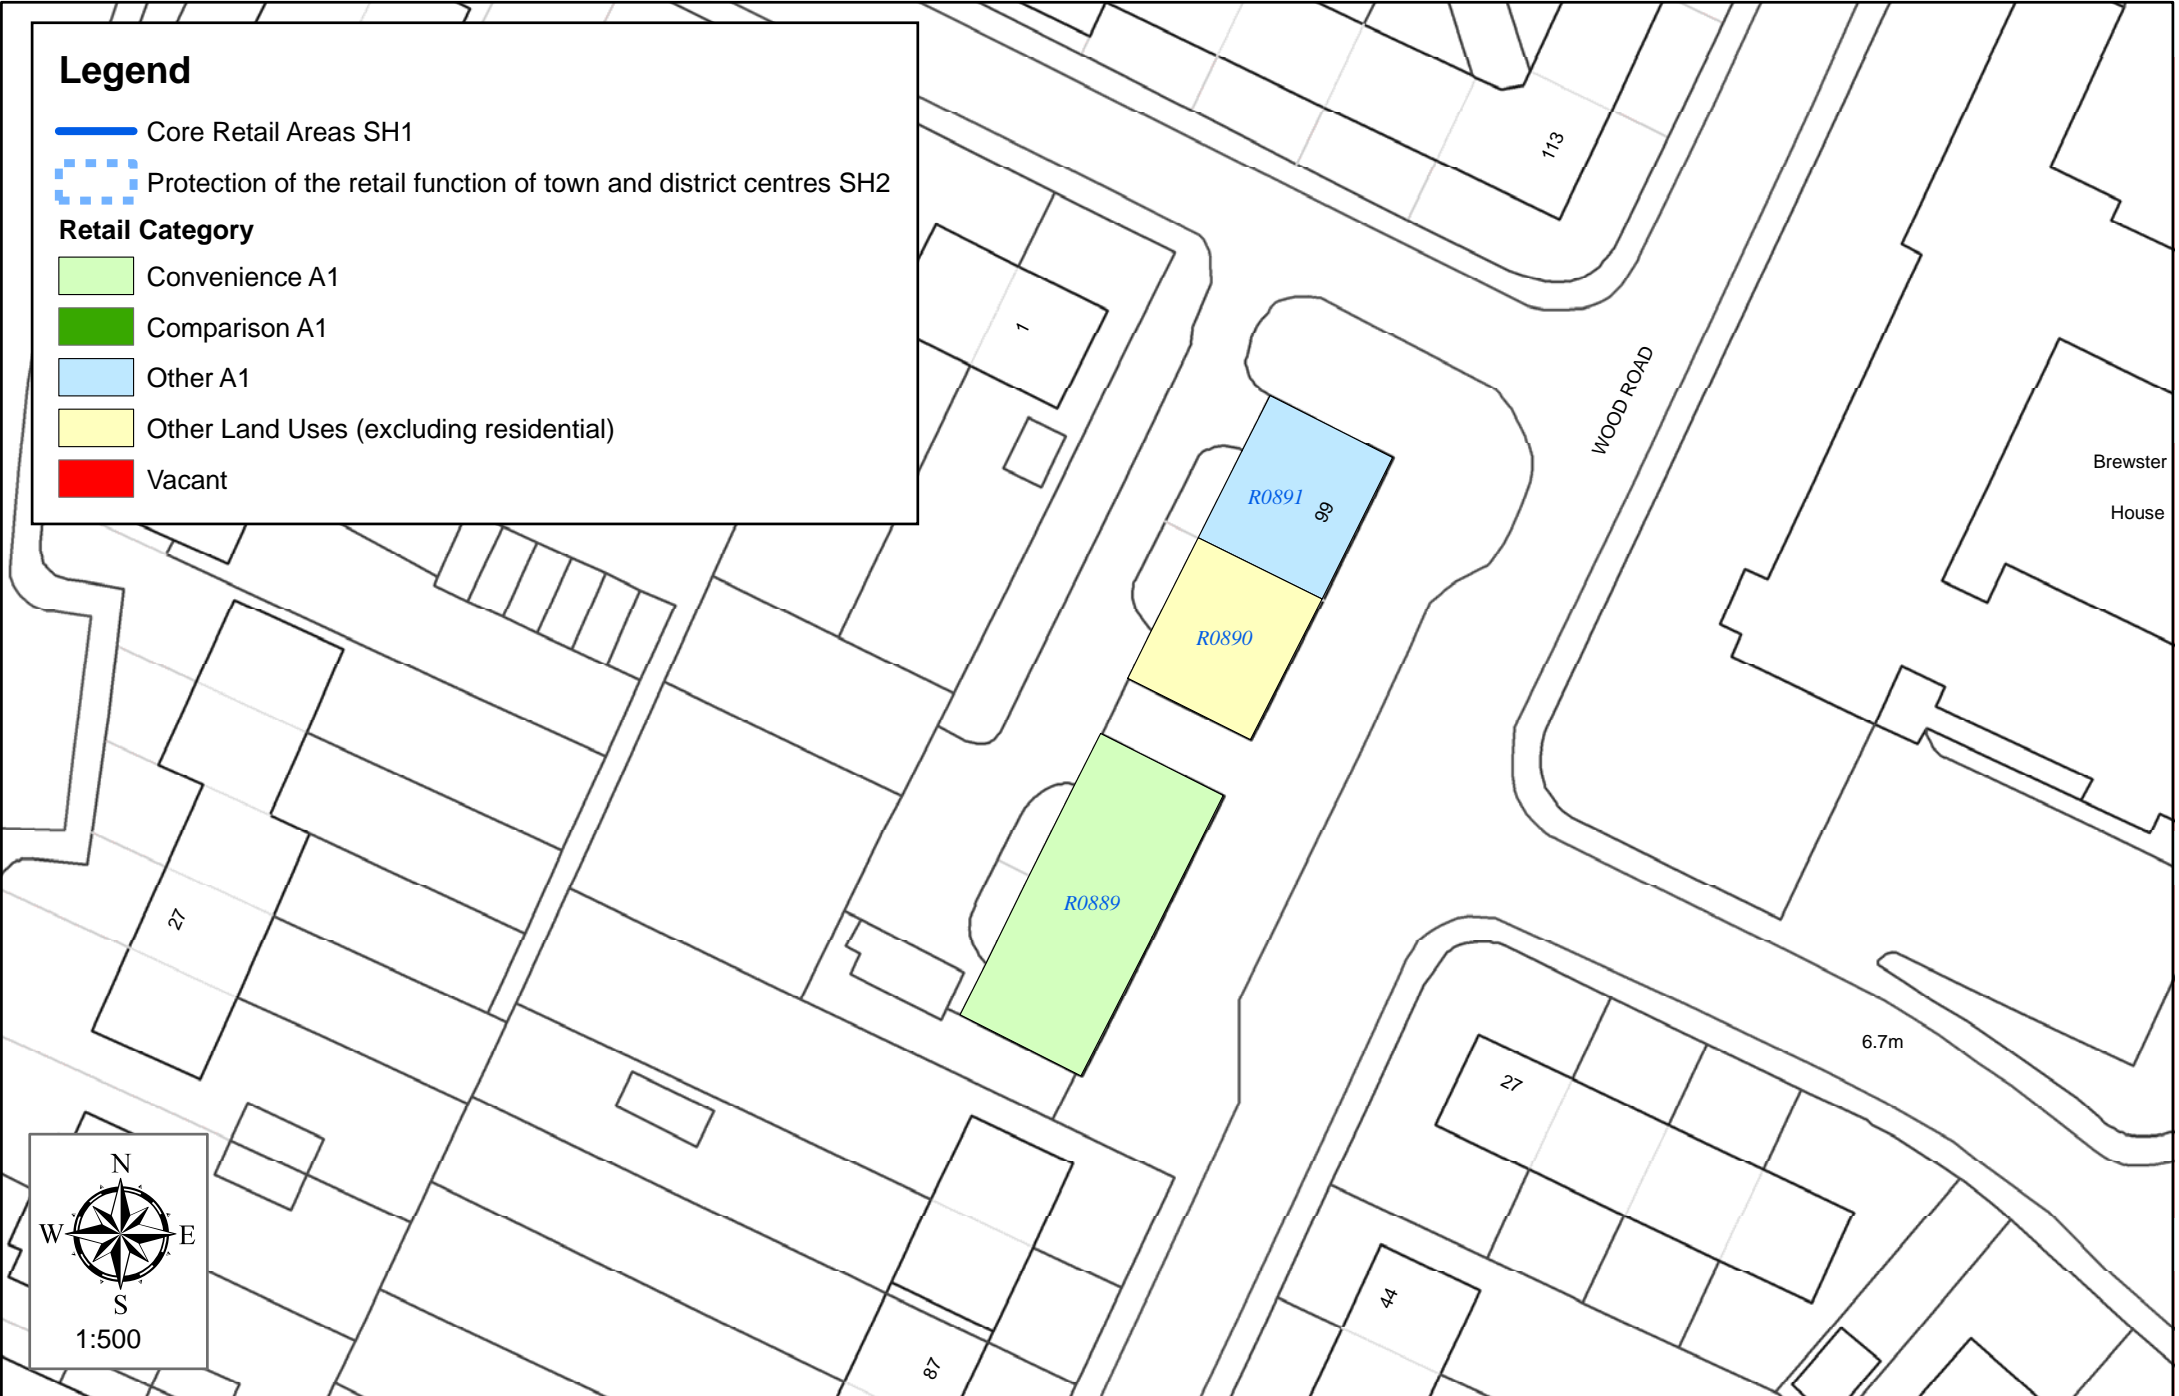 Legend
Core Retail Areas SH1
Protection of the retail function of town and district centres SH2
Retail Category
Convenience A1
Comparison A1
Other A1
Other Land Uses (excluding residential)
Vacant
113
1
WOOD ROAD
Brewster
House
R0891
99
R0890
R0889
27
6.7m
27
44
87
N
W
E
S
1:500